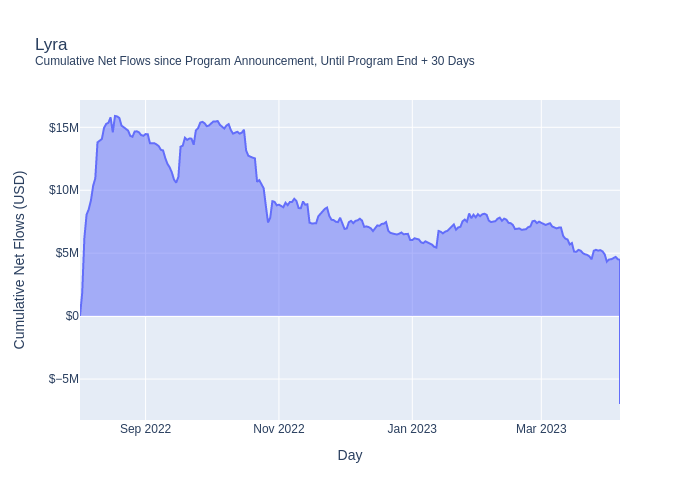 Lyra
Cumulative Net Flows since Program Announcement, Until Program End + 30 Days
$15M
$10M
$5M
$0
$−5M
Cumulative Net Flows (USD)
Sep 2022
Nov 2022
Jan 2023
Mar 2023
Day